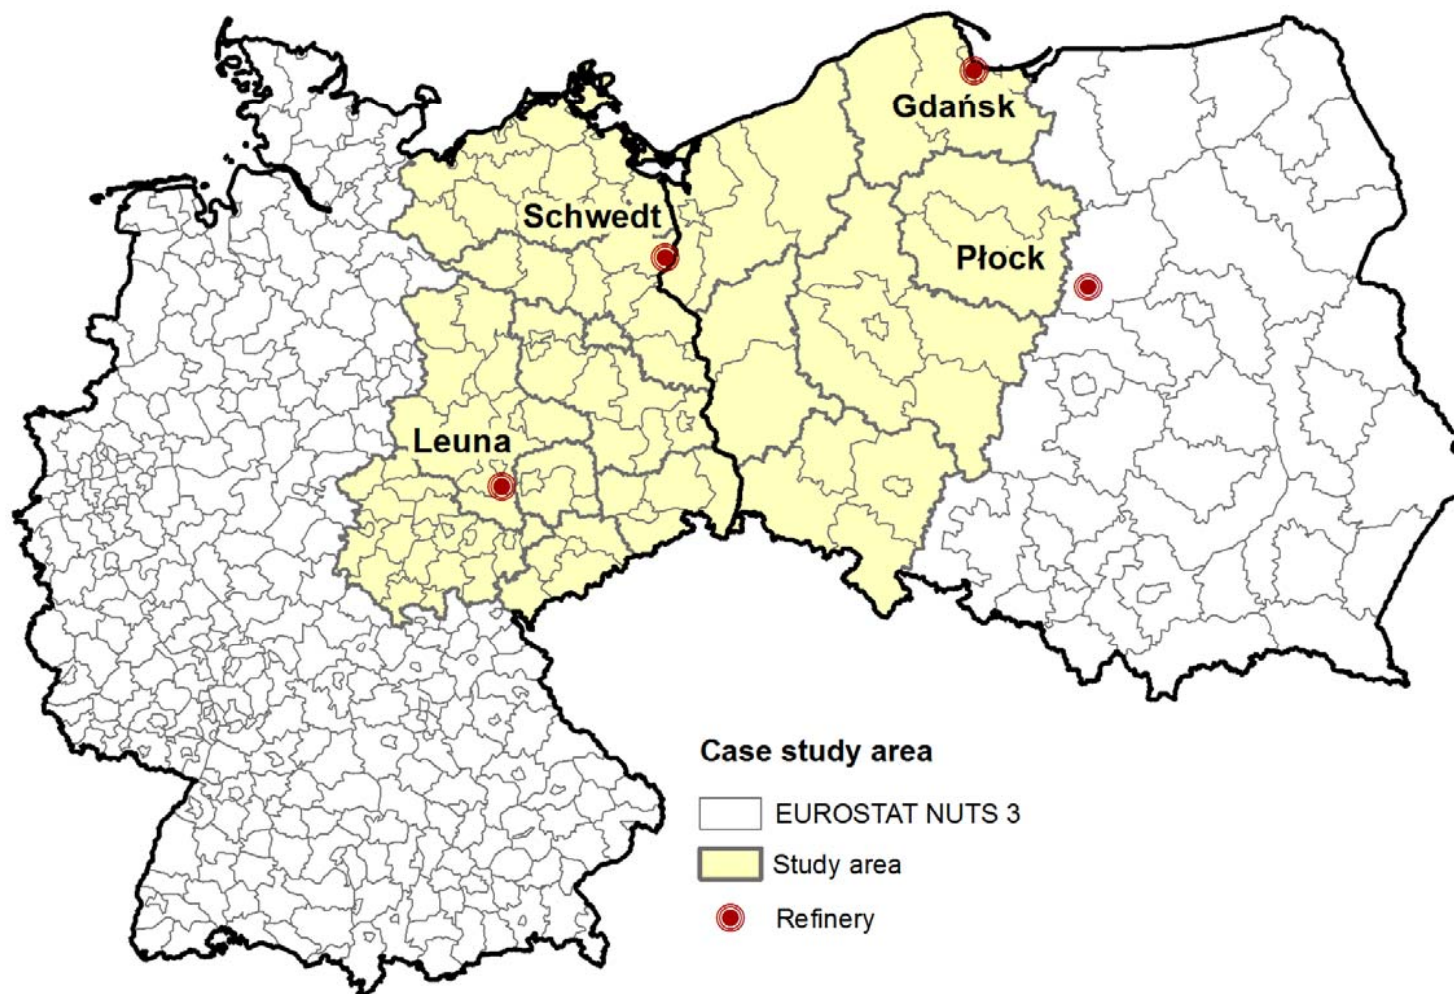 Gdańsk
Schwedt
Płock
Leuna
Case study area
EUROSTAT NUTS 3
Study area
Refinery